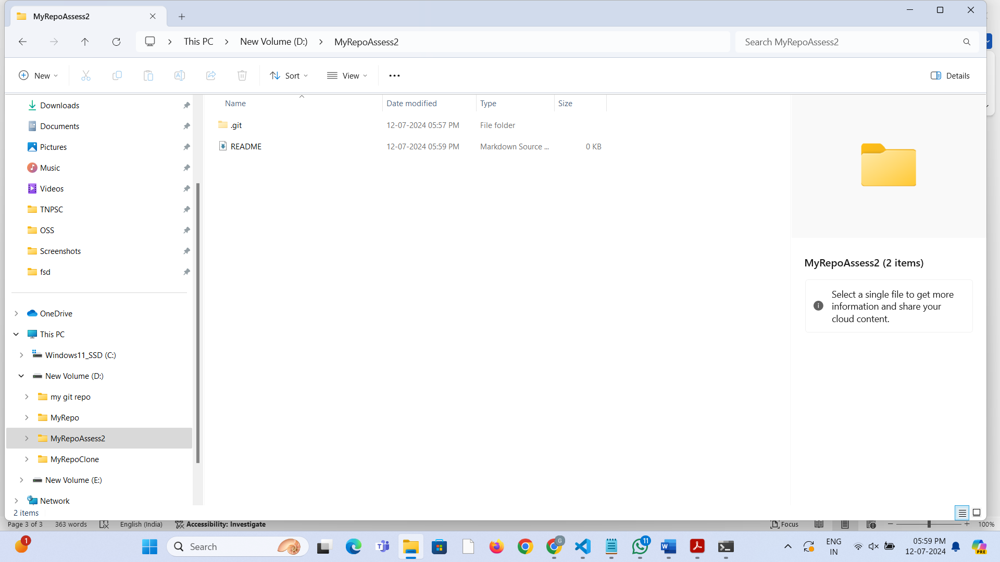 MyRepoAssess2
This PC
New Volume (D:)
MyRepoAssess2
Search MyRepoAssess2
New
Sort
View
Details
Downloads
Documents
Pictures
Music
Videos
TNPSC
OSS
Screenshots
fsd
OneDrive
This PC
Windows11_SSD (C:)
New Volume (D:)
my git repo
MyRepo
MyRepoAssess2
MyRepoClone
New Volume (E:)
Network
Name Date modified Type Size
.git 12-07-2024 05:57 PM File folder
README 12-07-2024 05:59 PM Markdown Source ... 0 KB
MyRepoAssess2 (2 items)
Select a single file to get more
information and share your
cloud content.
2 items
Page 3 of 3 363 words English (India) Accessibility: Investigate Focus 100%
1
Search
G
11
PRE
ENG
IN
05:59 PM
12-07-2024